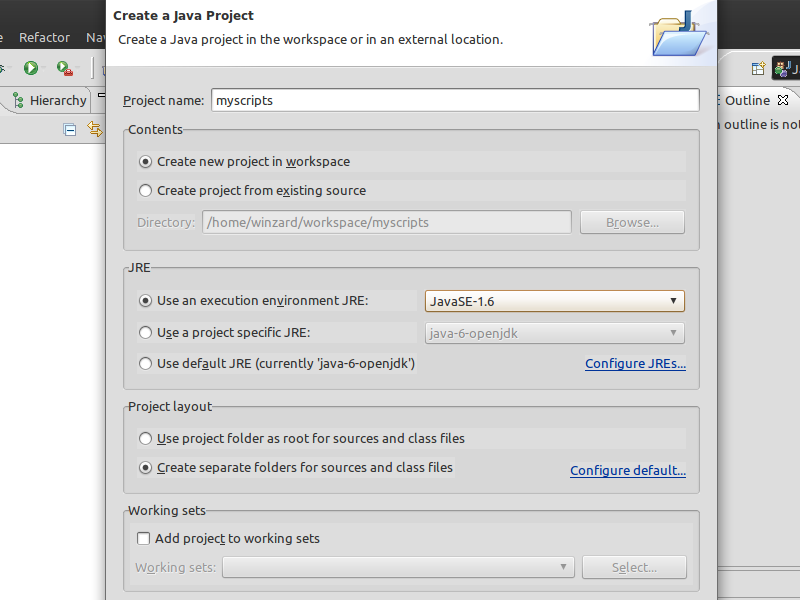 Create a Java Project
Create a Java project in the workspace or in an external location.
Refactor
Hierarchy
Outline
outline is not
Project name: myscripts
Contents
Create new project in workspace
Create project from existing source
Directory: /home/winzard/workspace/myscripts Browse...
JRE
Use an execution environment JRE: JavaSE-1.6
Use a project specific JRE: java-6-openjdk
Use default JRE (currently 'java-6-openjdk') Configure JREs...
Project layout
Use project folder as root for sources and class files
Create separate folders for sources and class files Configure default...
Working sets
Add project to working sets
Working sets: Select...